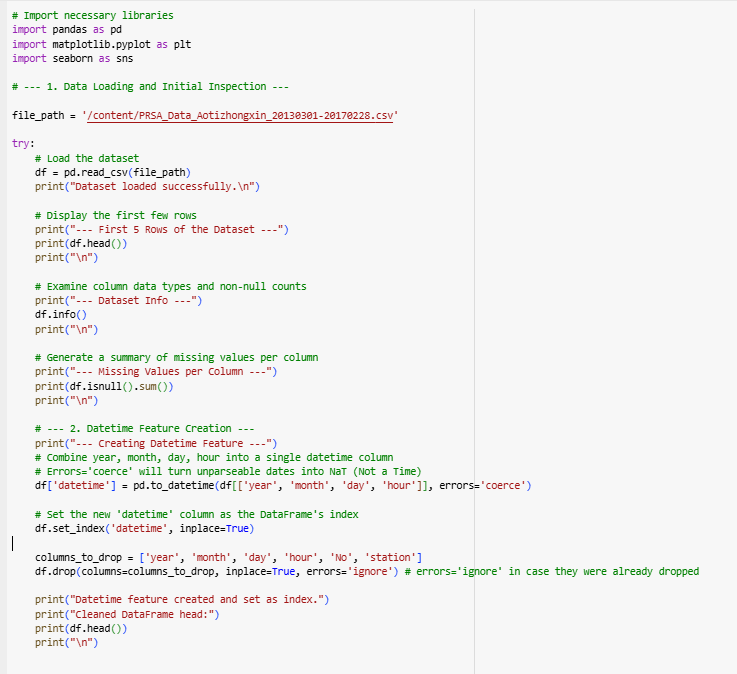 # Import necessary libraries
import pandas as pd
import matplotlib.pyplot as plt
import seaborn as sns
# --- 1. Data Loading and Initial Inspection ---
file_path = '/content/PRSA_Data_Aotizhongxin_20130301-20170228.csv'
try:
# Load the dataset
df = pd.read_csv(file_path)
print("Dataset loaded successfully.\n")
# Display the first few rows
print("--- First 5 Rows of the Dataset ---")
print(df.head())
print("\n")
# Examine column data types and non-null counts
print("--- Dataset Info ---")
df.info()
print("\n")
# Generate a summary of missing values per column
print("--- Missing Values per Column ---")
print(df.isnull().sum())
print("\n")
# --- 2. Datetime Feature Creation ---
print("--- Creating Datetime Feature ---")
# Combine year, month, day, hour into a single datetime column
# Errors='coerce' will turn unparseable dates into NaT (Not a Time)
df['datetime'] = pd.to_datetime(df[['year', 'month', 'day', 'hour']], errors='coerce')
# Set the new 'datetime' column as the DataFrame's index
df.set_index('datetime', inplace=True)
columns_to_drop = ['year', 'month', 'day', 'hour', 'No', 'station']
df.drop(columns=columns_to_drop, inplace=True, errors='ignore') # errors='ignore' in case they were already dropped
print("Datetime feature created and set as index.")
print("Cleaned DataFrame head:")
print(df.head())
print("\n")